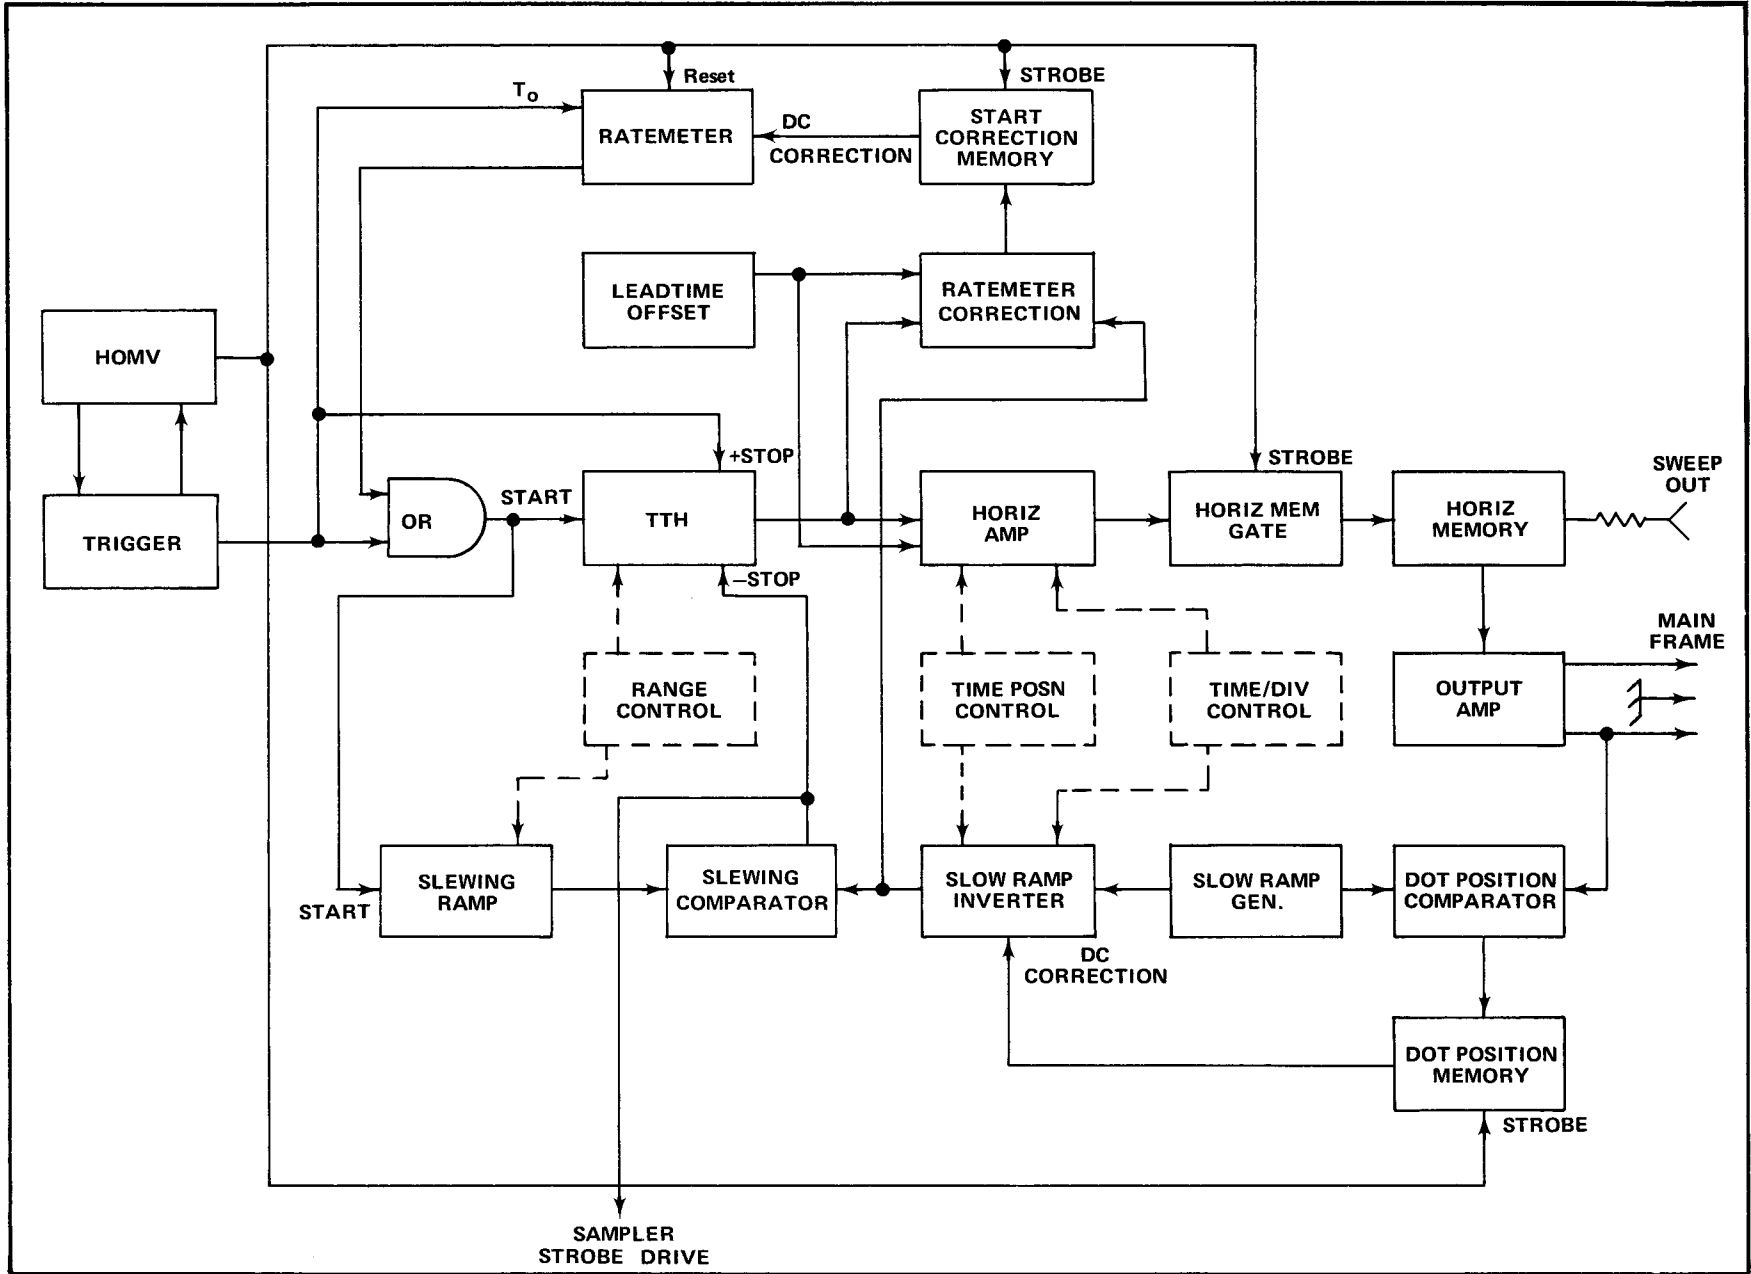 Reset
STROBE
To
RATEMETER
DC
CORRECTION
START
CORRECTION
MEMORY
LEADTIME
OFFSET
RATEMETER
CORRECTION
HOMV
TRIGGER
OR
START
+STOP
TTH
−STOP
HORIZ
AMP
STROBE
HORIZ MEM
GATE
HORIZ
MEMORY
SWEEP
OUT
RANGE
CONTROL
TIME POSN
CONTROL
TIME/DIV
CONTROL
OUTPUT
AMP
MAIN
FRAME
START
SLEWING
RAMP
SLEWING
COMPARATOR
SLOW RAMP
INVERTER
SLOW RAMP
GEN.
DOT POSITION
COMPARATOR
DC
CORRECTION
DOT POSITION
MEMORY
STROBE
SAMPLER
STROBE DRIVE